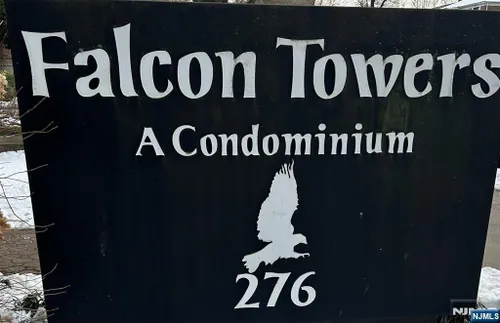 Falcon Towers
A Condominium
276
NJMLS